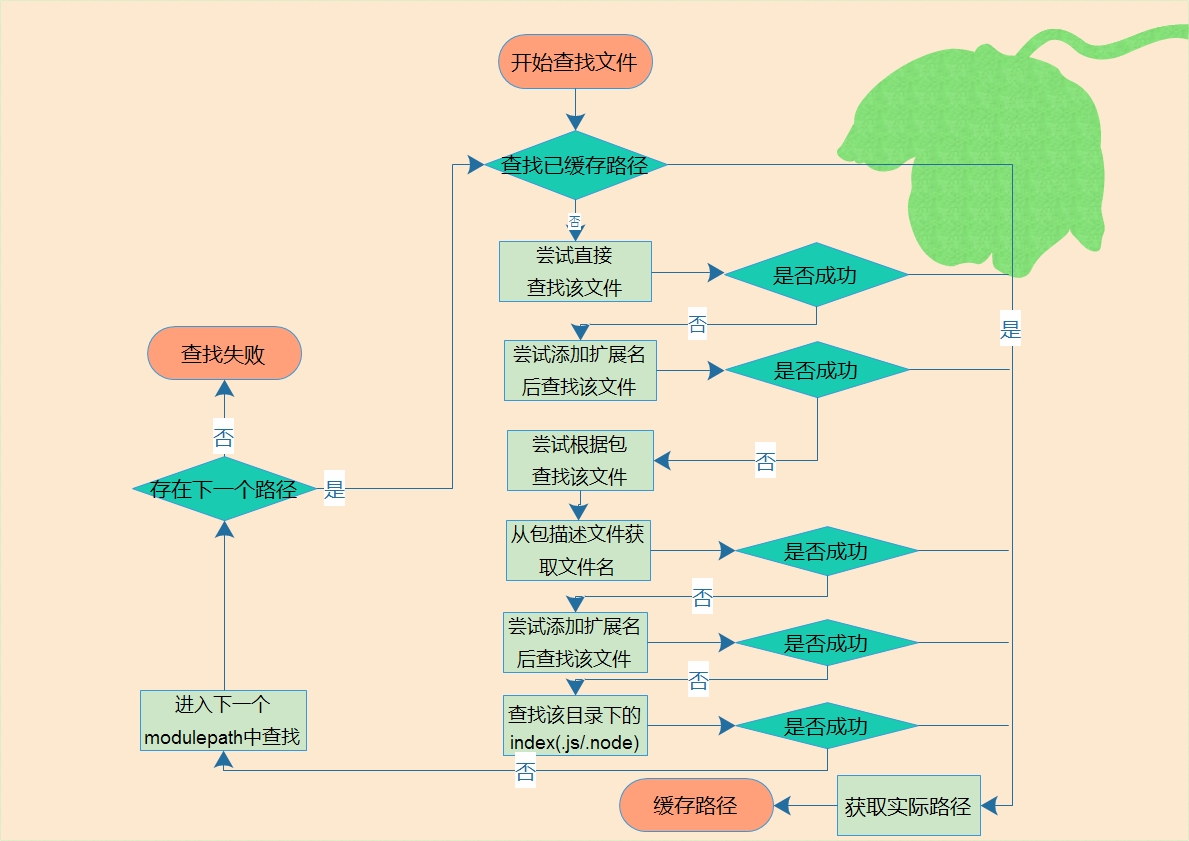 开始查找文件
查找已缓存路径
否
尝试直接
查找该文件
是否成功
否
是
尝试添加扩展名
后查找该文件
是否成功
查找失败
否
尝试根据包
查找该文件
否
存在下一个路径
是
从包描述文件获
取文件名
是否成功
否
尝试添加扩展名
后查找该文件
是否成功
否
进入下一个
modulepath中查找
查找该目录下的
index(.js/.node)
是否成功
否
缓存路径
获取实际路径